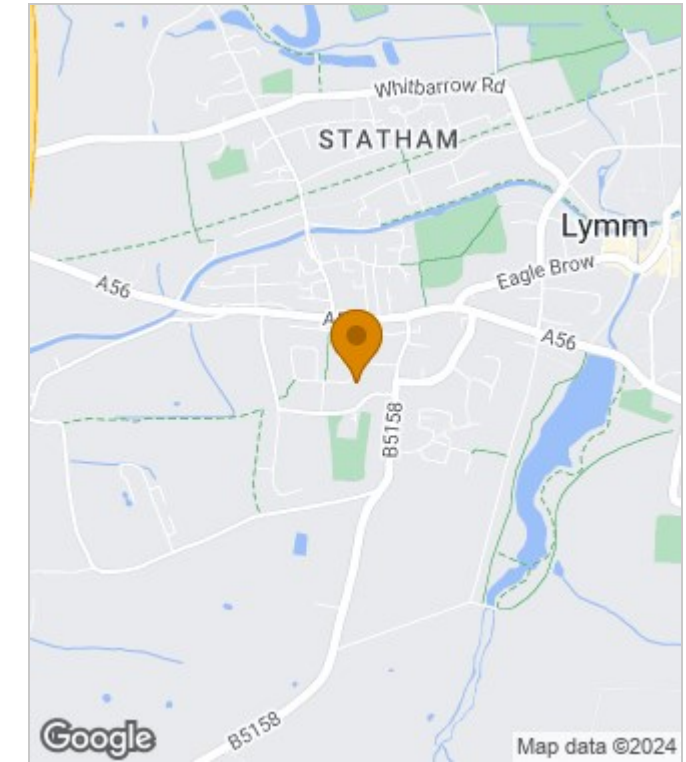 Whitbarrow Rd
STATHAM
Lymm
Eagle Brow
A56
A56
B5158
B5158
Google
Map data ©2024